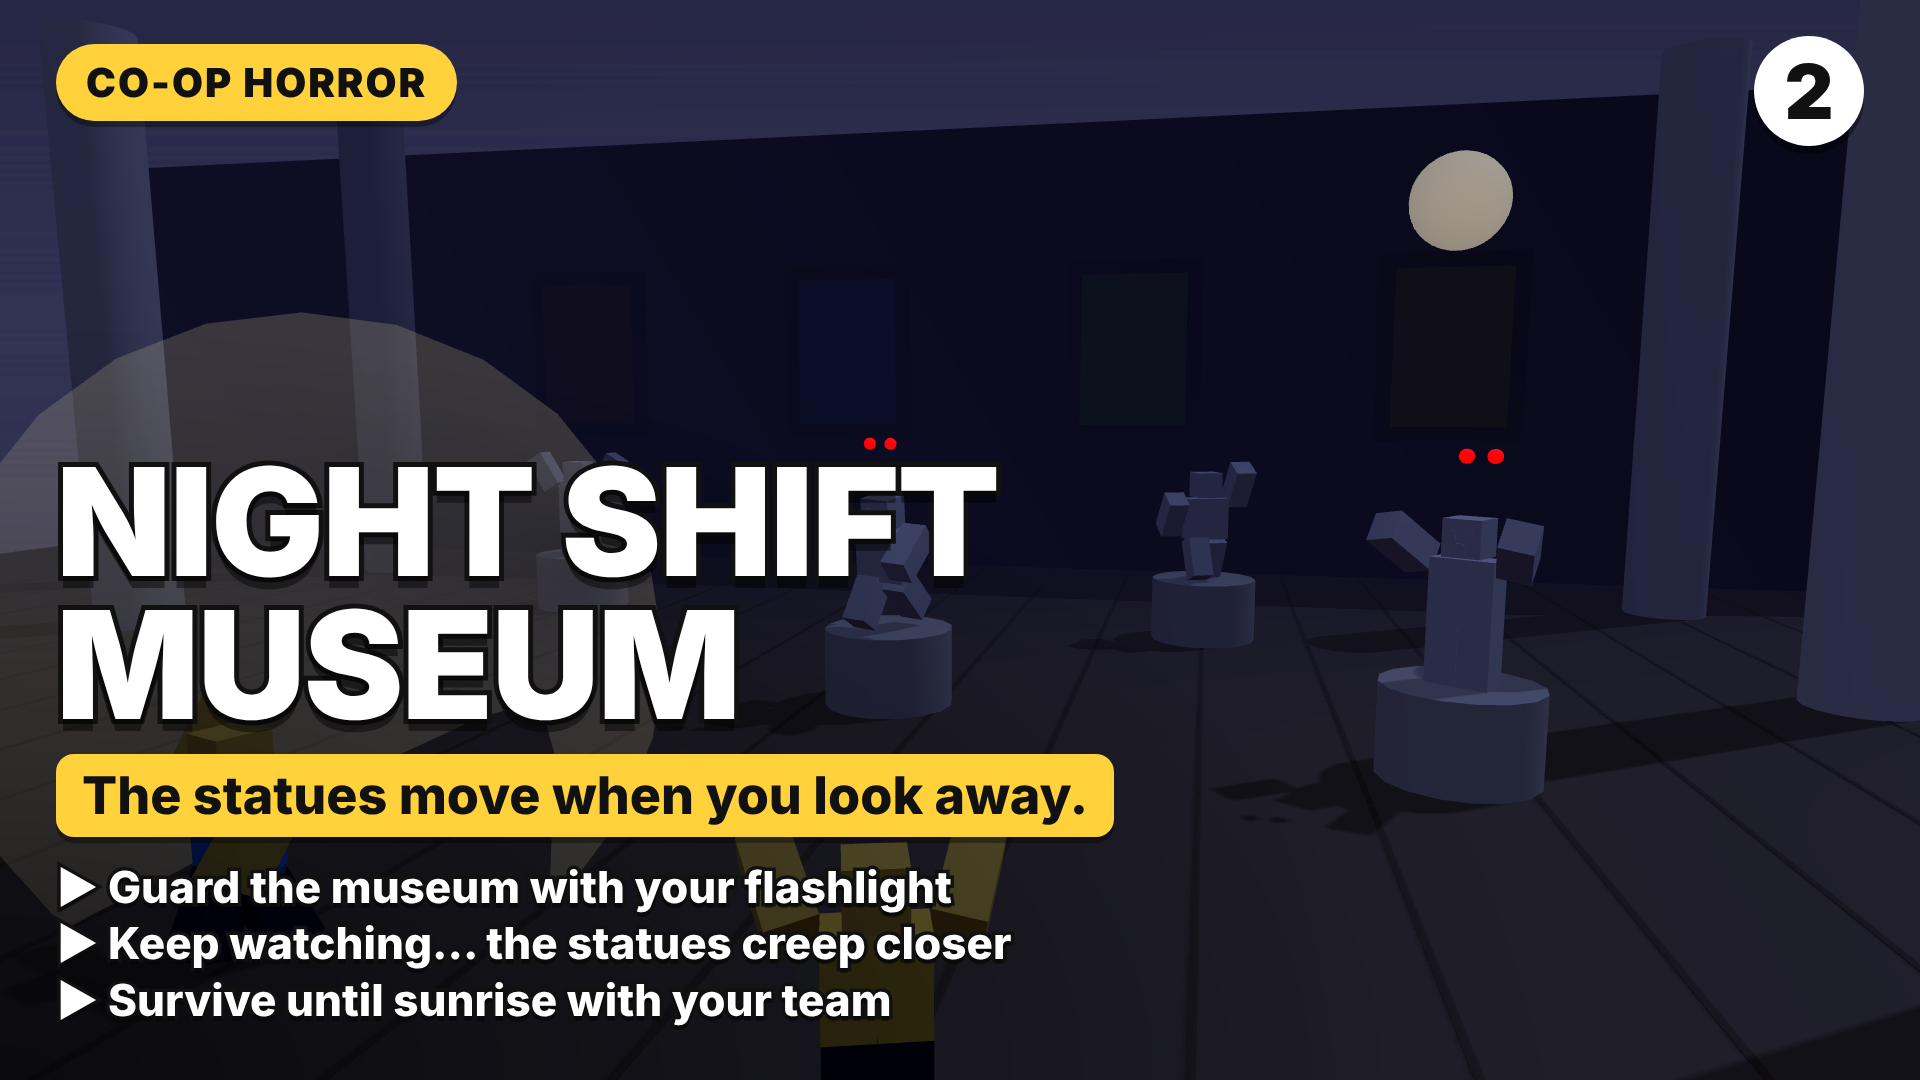 CO-OP HORROR
2
NIGHT SHIFT
MUSEUM
The statues move when you look away.
▶ Guard the museum with your flashlight
▶ Keep watching... the statues creep closer
▶ Survive until sunrise with your team